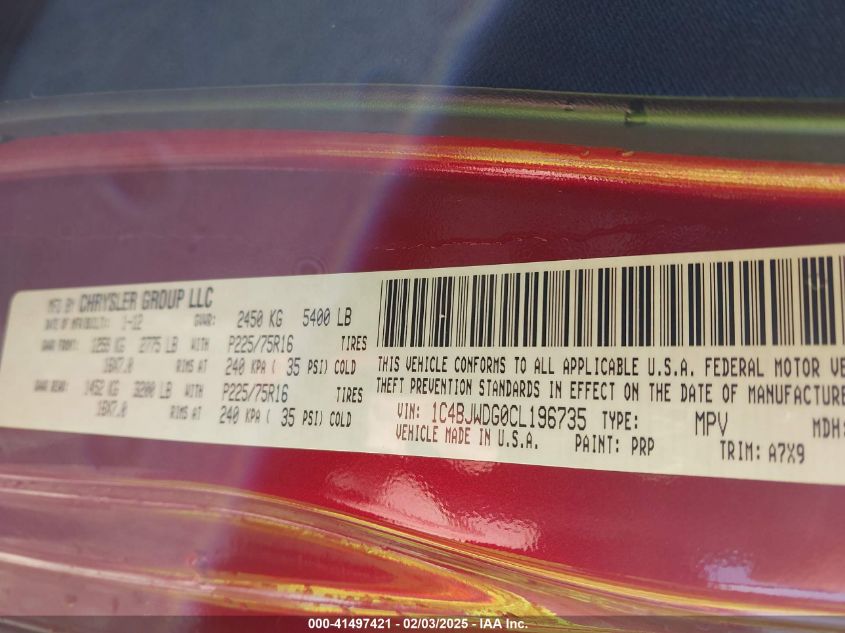 MFD BY CHRYSLER GROUP LLC
DATE OF MFR/BUILT: 1-12 GVWR: 2450 KG 5400 LB
GAWR FRONT: 1259 KG 2775 LB WITH P225/75R16 TIRES
16X7.0 RIMS AT 240 KPA ( 35 PSI) COLD
GAWR REAR: 1452 KG 3200 LB WITH P225/75R16 TIRES
16X7.0 RIMS AT 240 KPA ( 35 PSI) COLD
THIS VEHICLE CONFORMS TO ALL APPLICABLE U.S.A. FEDERAL MOTOR VE
THEFT PREVENTION STANDARDS IN EFFECT ON THE DATE OF MANUFACTURE
VIN: 1C4BJWDG0CL196735 TYPE: MPV MDH:
VEHICLE MADE IN U.S.A. PAINT: PRP TRIM: A7X9
000-41497421 - 02/03/2025 - IAA Inc.